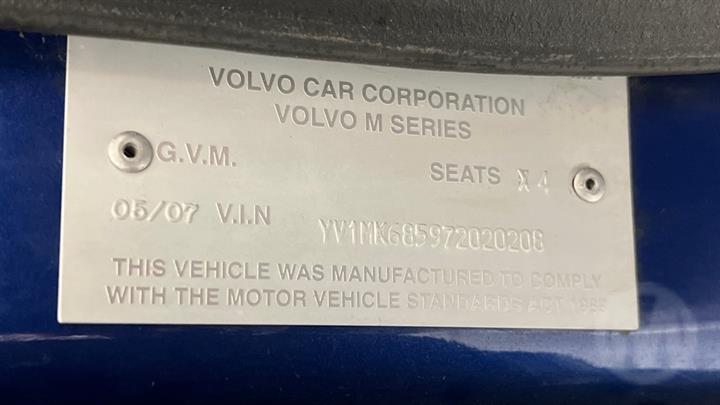 VOLVO CAR CORPORATION
VOLVO M SERIES
G.V.M. SEATS X 4
05/07 V.I.N YV1MK685972020208
THIS VEHICLE WAS MANUFACTURED TO COMPLY
WITH THE MOTOR VEHICLE STANDARDS ACT 1989